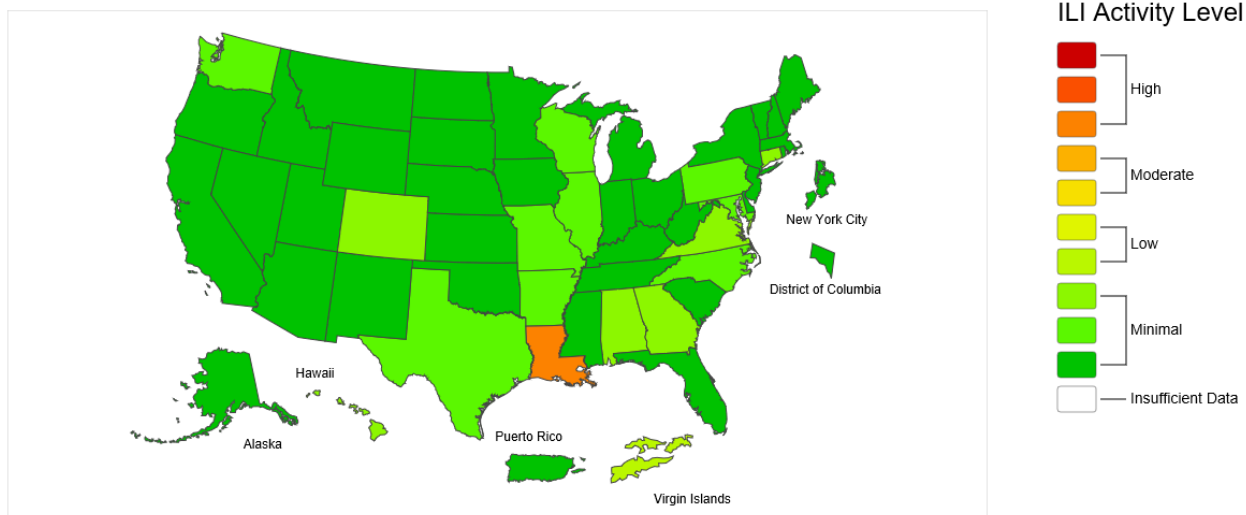 ILI Activity Level
High
Moderate
New York City
Low
District of Columbia
Minimal
Hawaii
Insufficient Data
Puerto Rico
Alaska
Virgin Islands